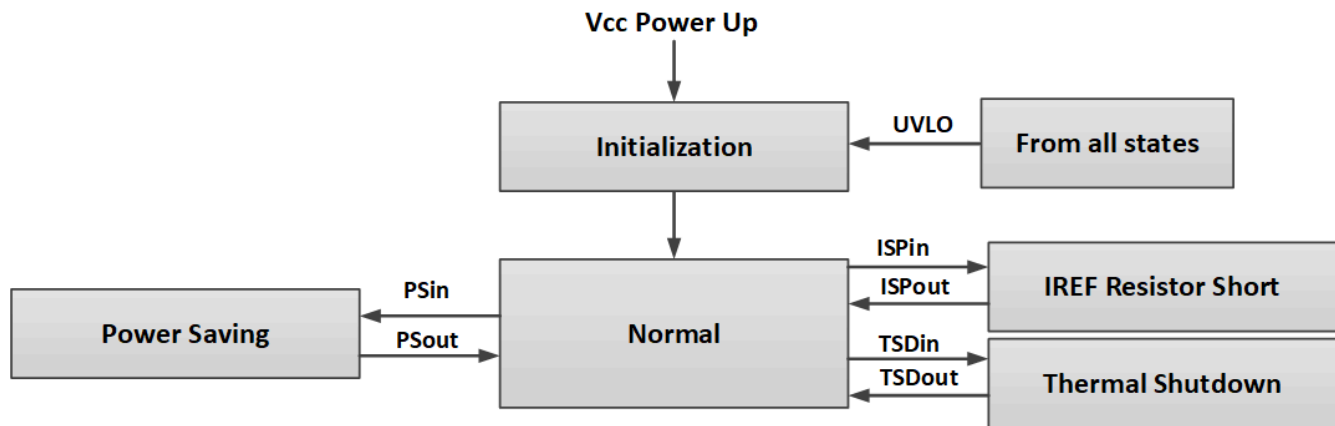 Vcc Power Up
Initialization
UVLO
From all states
Normal
ISPin
ISPout
IREF Resistor Short
PSin
PSout
Power Saving
TSDin
TSDout
Thermal Shutdown